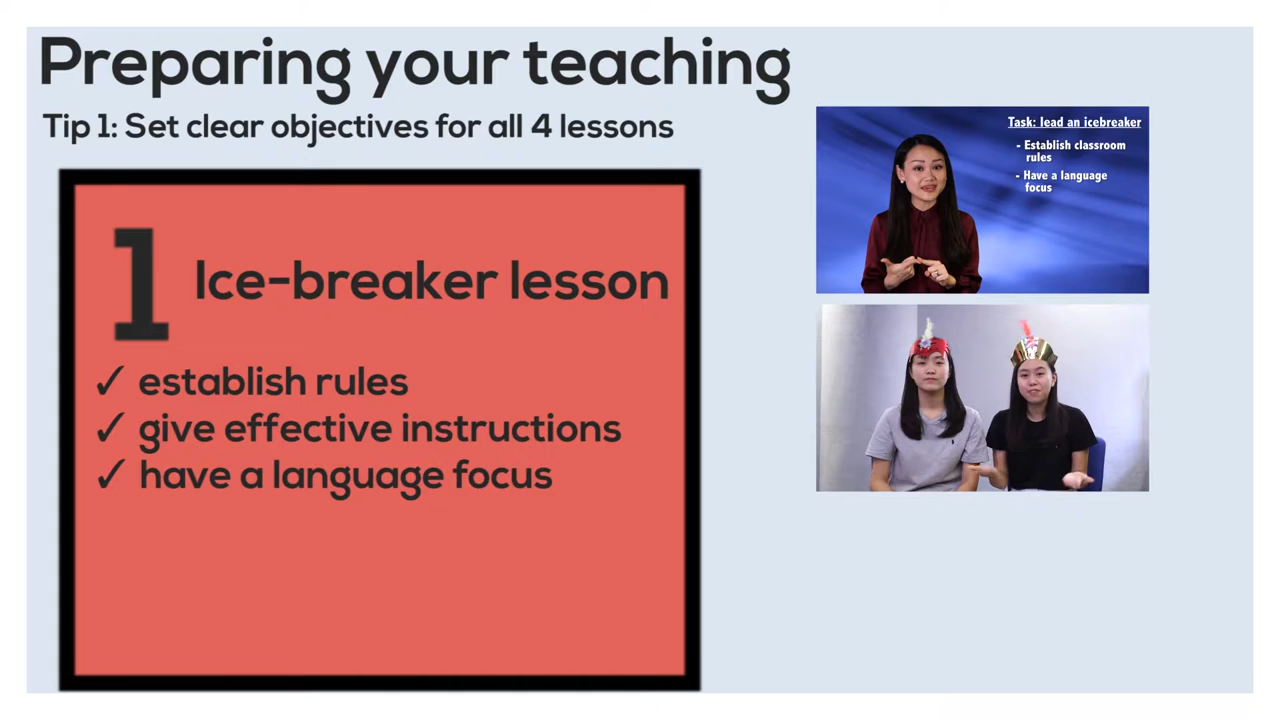 Preparing your teaching
Tip 1: Set clear objectives for all 4 lessons
1
Ice-breaker lesson
✓ establish rules
✓ give effective instructions
✓ have a language focus
Task: lead an icebreaker
- Establish classroom
rules
- Have a language
focus